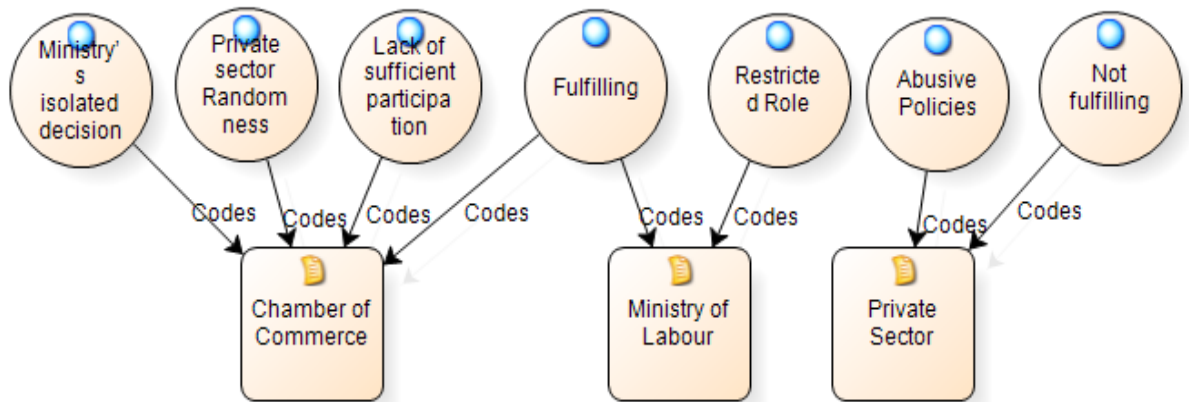 Ministry’
s
isolated
decision
Private
sector
Random
ness
Lack of
sufficient
participa
tion
Fulfilling
Restricte
d Role
Abusive
Policies
Not
fulfilling
Codes
Codes
Codes
Codes
Codes
Codes
Codes
Codes
Chamber of
Commerce
Ministry of
Labour
Private
Sector